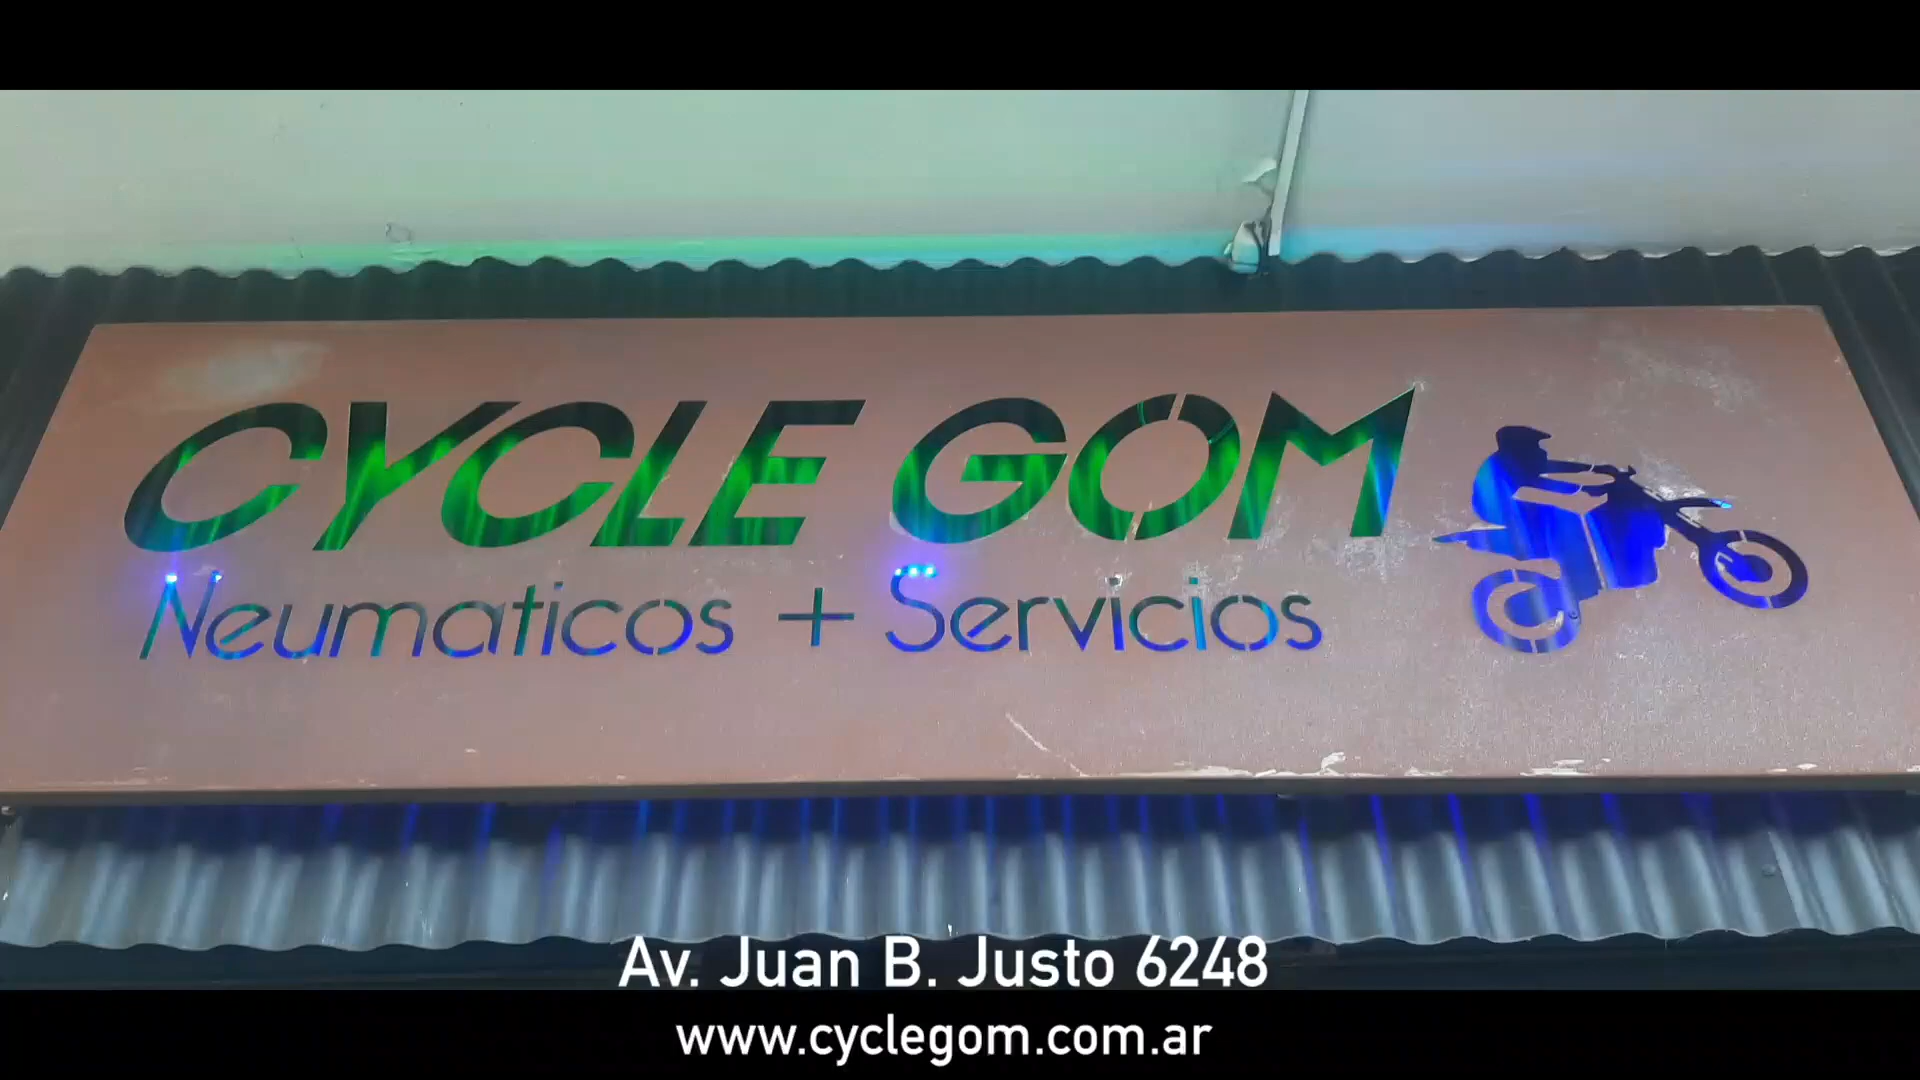 CYCLE GOM
Neumaticos + Servicios
Av. Juan B. Justo 6248
www.cyclegom.com.ar